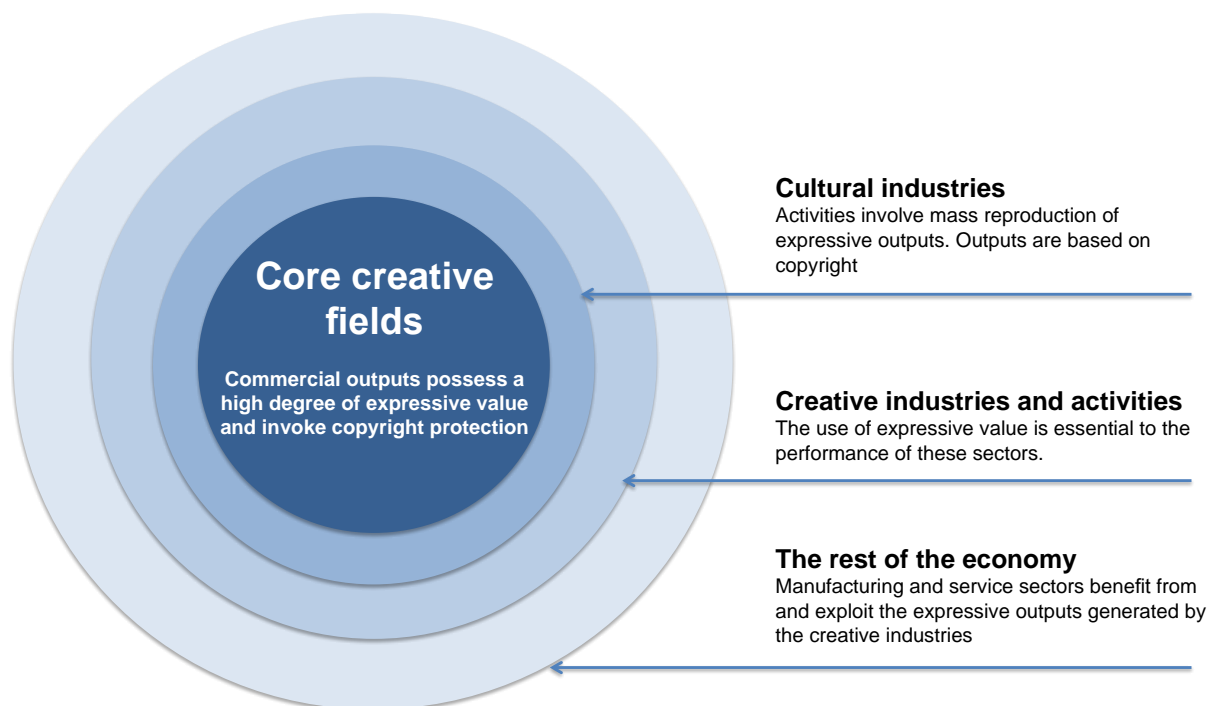 Core creative
fields
Commercial outputs possess a
high degree of expressive value
and invoke copyright protection
Cultural industries
Activities involve mass reproduction of
expressive outputs. Outputs are based on
copyright
Creative industries and activities
The use of expressive value is essential to the
performance of these sectors.
The rest of the economy
Manufacturing and service sectors benefit from
and exploit the expressive outputs generated by
the creative industries